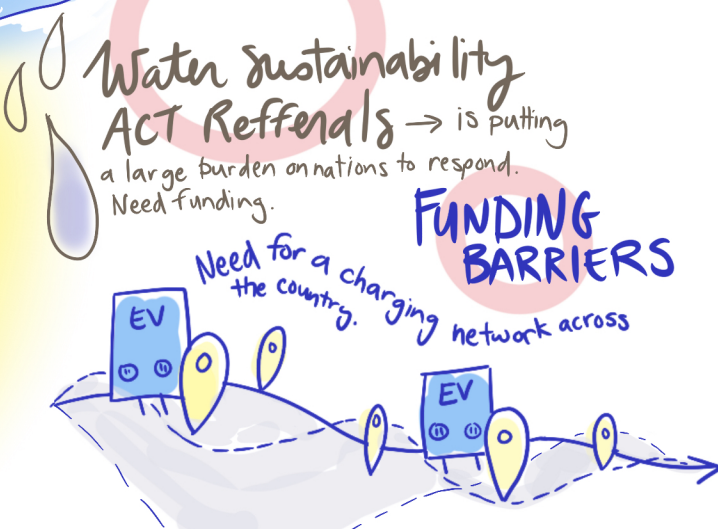 Water Sustainability
ACT Refferals → is putting
a large burden on nations to respond.
Need funding.
FUNDING
BARRIERS
Need for a charging network across
the country.
EV
EV